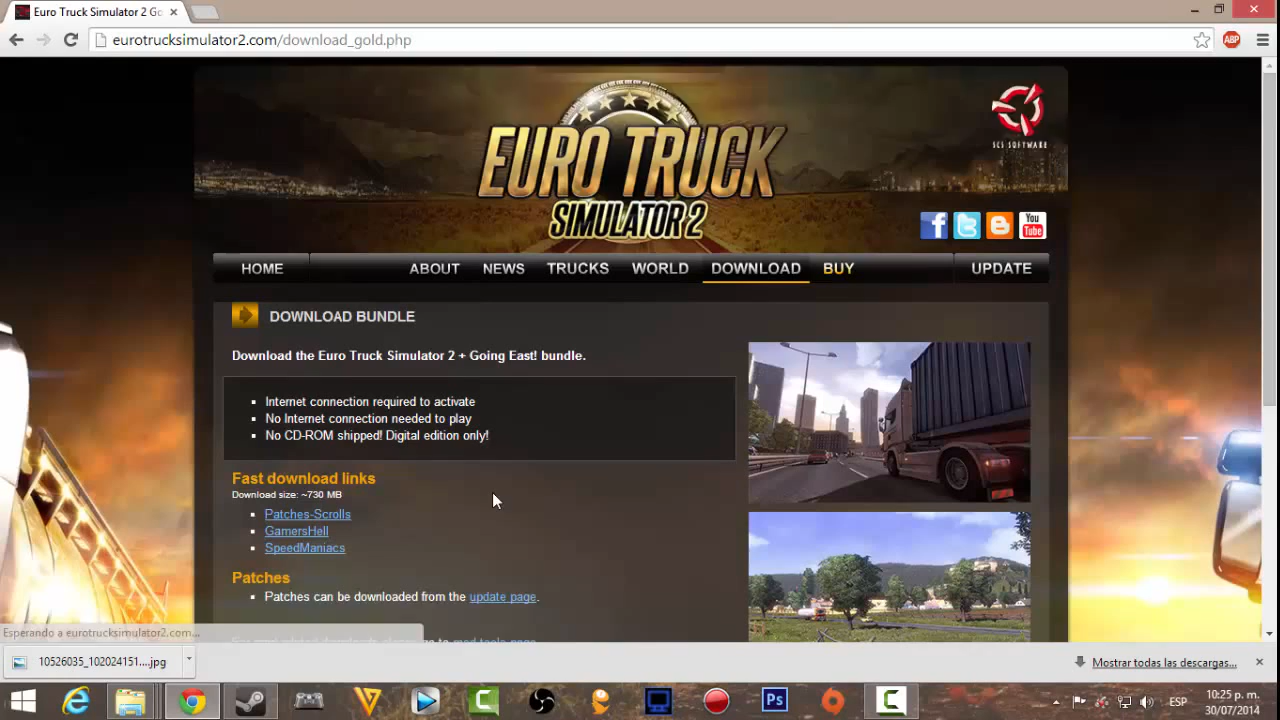 Euro Truck Simulator 2 Go
eurotrucksimulator2.com/download_gold.php
ABP
EURO TRUCK
SIMULATOR 2
SCS SOFTWARE
You
Tube
HOME
ABOUT
NEWS
TRUCKS
WORLD
DOWNLOAD
BUY
UPDATE
DOWNLOAD BUNDLE
Download the Euro Truck Simulator 2 + Going East! bundle.
Internet connection required to activate
No Internet connection needed to play
No CD-ROM shipped! Digital edition only!
Fast download links
Download size: ~730 MB
Patches-Scrolls
GamersHell
SpeedManiacs
Patches
Patches can be downloaded from the update page.
Esperando a eurotrucksimulator2.com...
10526035_102024151....jpg
Mostrar todas las descargas...
Ps
ESP
10:25 p. m.
30/07/2014